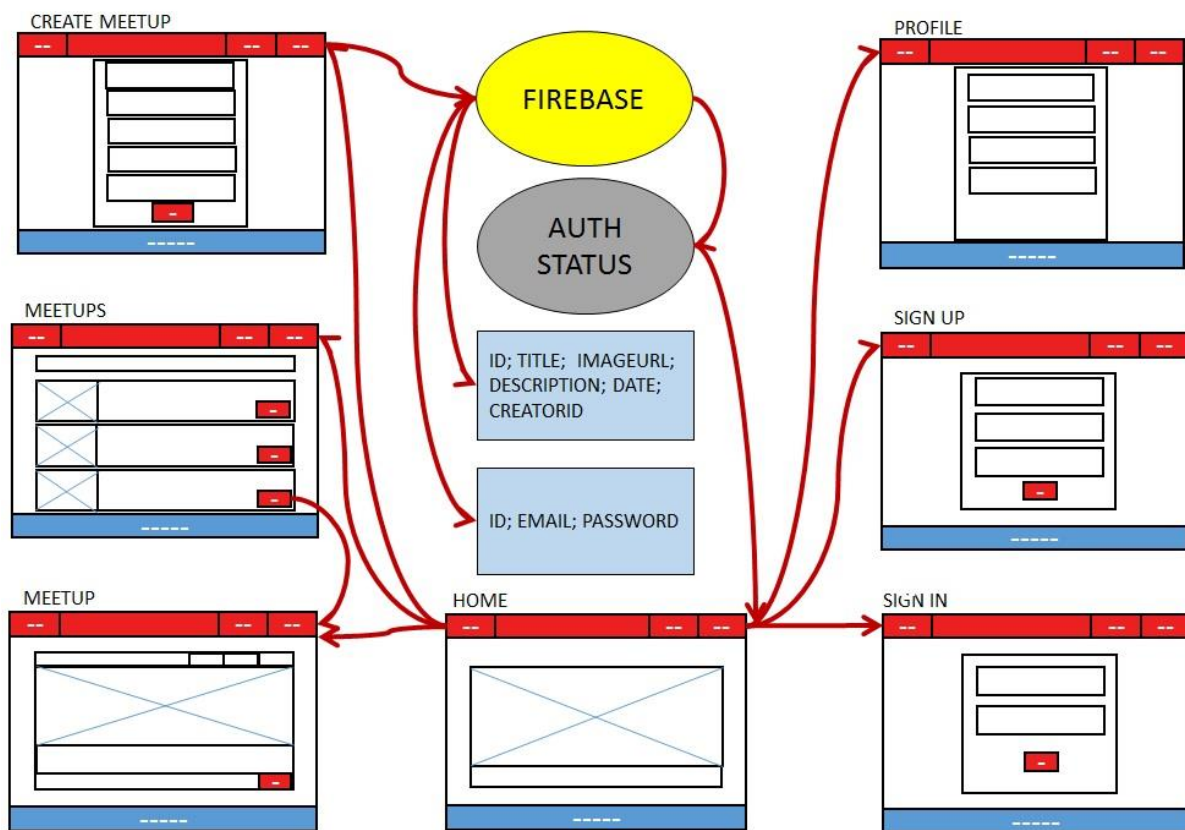 CREATE MEETUP
-- -- --
-
-----
FIREBASE
AUTH
STATUS
PROFILE
-- -- --
-----
MEETUPS
-- -- --
-
-
-
-----
ID; TITLE; IMAGEURL;
DESCRIPTION; DATE;
CREATORID
ID; EMAIL; PASSWORD
SIGN UP
-- -- --
-
-----
MEETUP
-- -- --
-
-----
HOME
-- -- --
-----
SIGN IN
-- -- --
-
-----